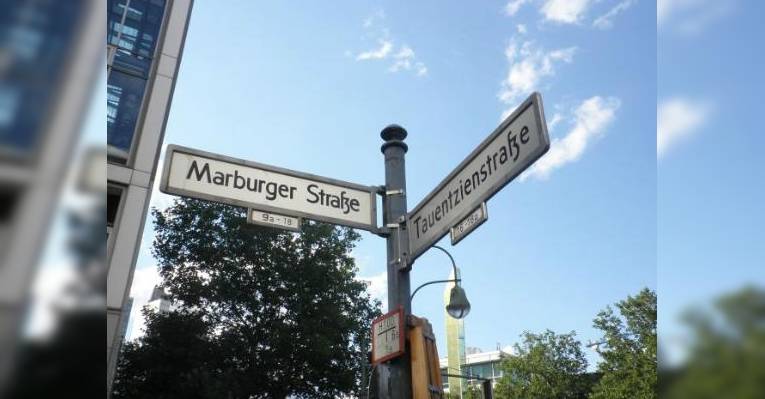 Marburger Straße
9a - 18
Tauentzienstraße